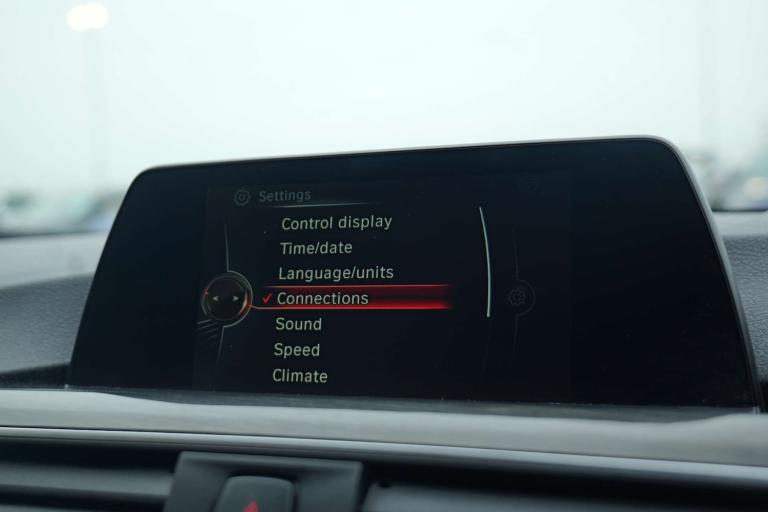 Settings
Control display
Time/date
Language/units
Connections
Sound
Speed
Climate